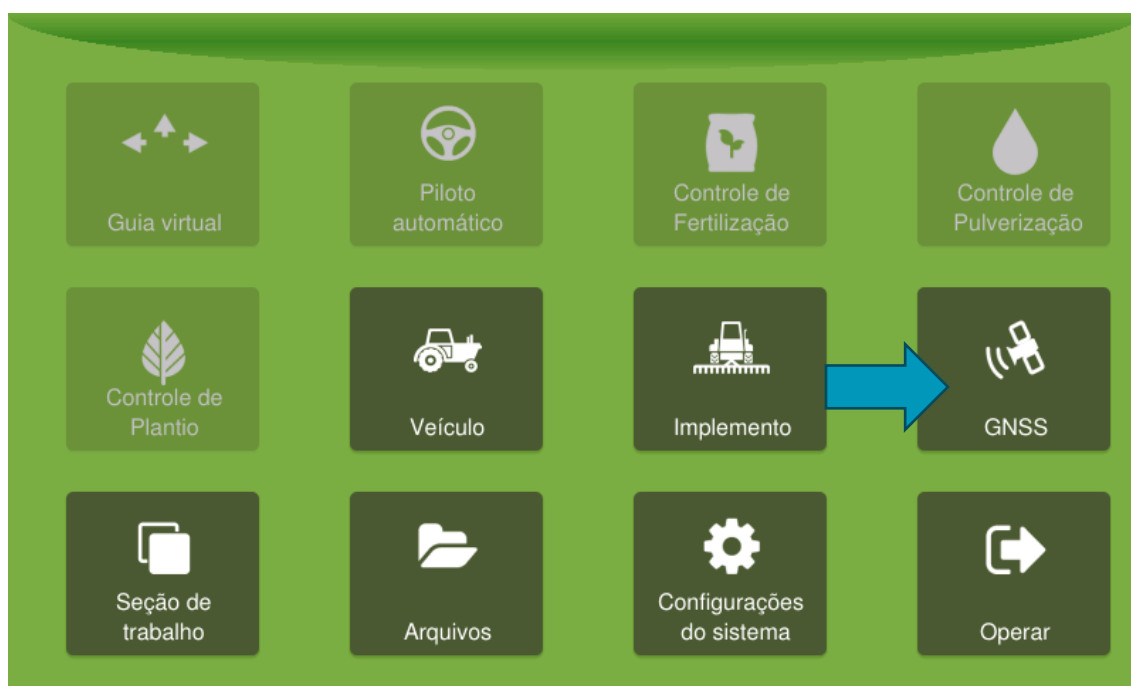 Guia virtual
Piloto
automático
Controle de
Fertilização
Controle de
Pulverização
Controle de
Plantio
Veículo
Implemento
GNSS
Seção de
trabalho
Arquivos
Configurações
do sistema
Operar